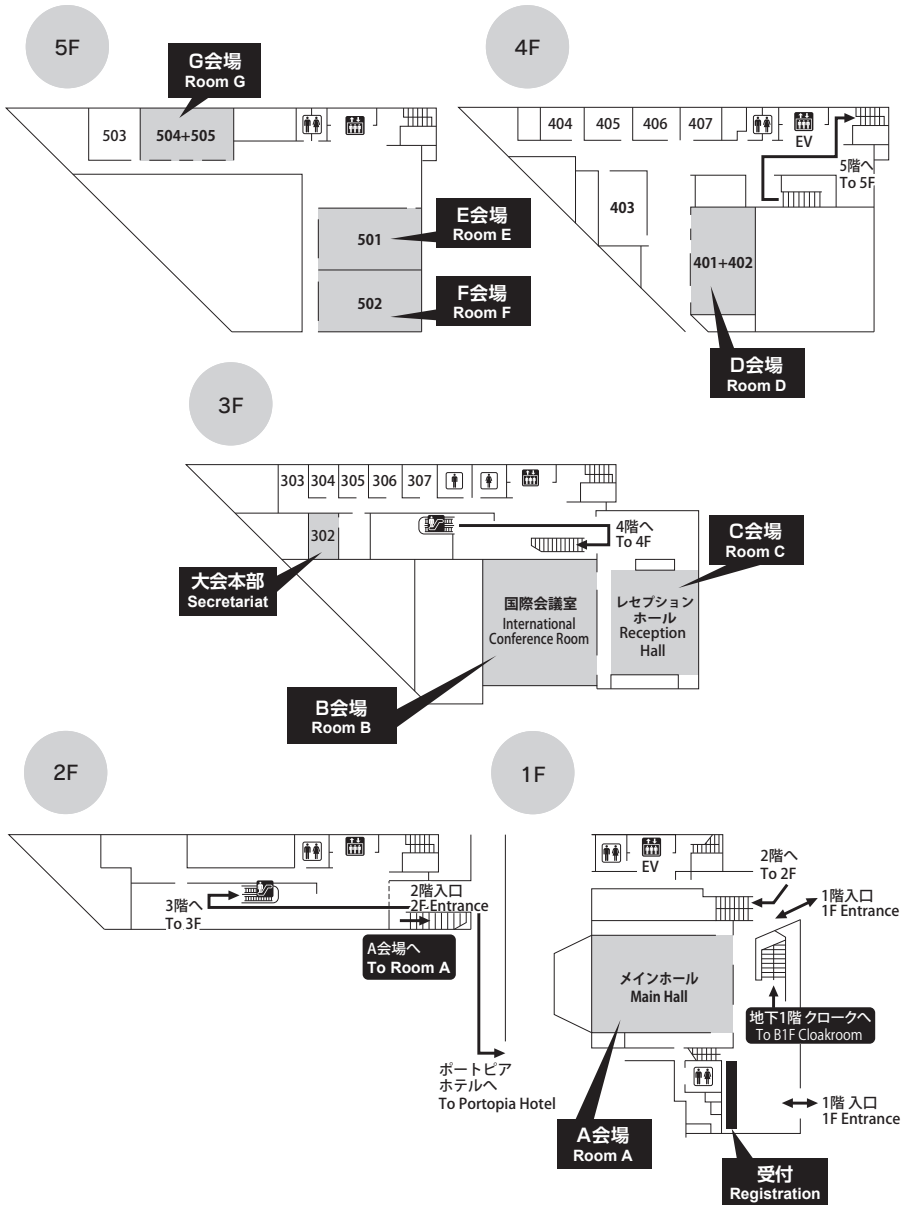 5F
G会場
Room G
503
504+505
E会場
Room E
501
F会場
Room F
502
4F
404
405
406
407
EV
5階へ
To 5F
403
401+402
D会場
Room D
3F
303
304
305
306
307
302
4階へ
To 4F
C会場
Room C
大会本部
Secretariat
国際会議室
International
Conference Room
レセプション
ホール
Reception
Hall
B会場
Room B
2F
3階へ
To 3F
2階入口
2F Entrance
A会場へ
To Room A
ポートピア
ホテルへ
To Portopia Hotel
1F
EV
2階へ
To 2F
1階入口
1F Entrance
メインホール
Main Hall
地下1階 クロークへ
To B1F Cloakroom
1階 入口
1F Entrance
A会場
Room A
受付
Registration